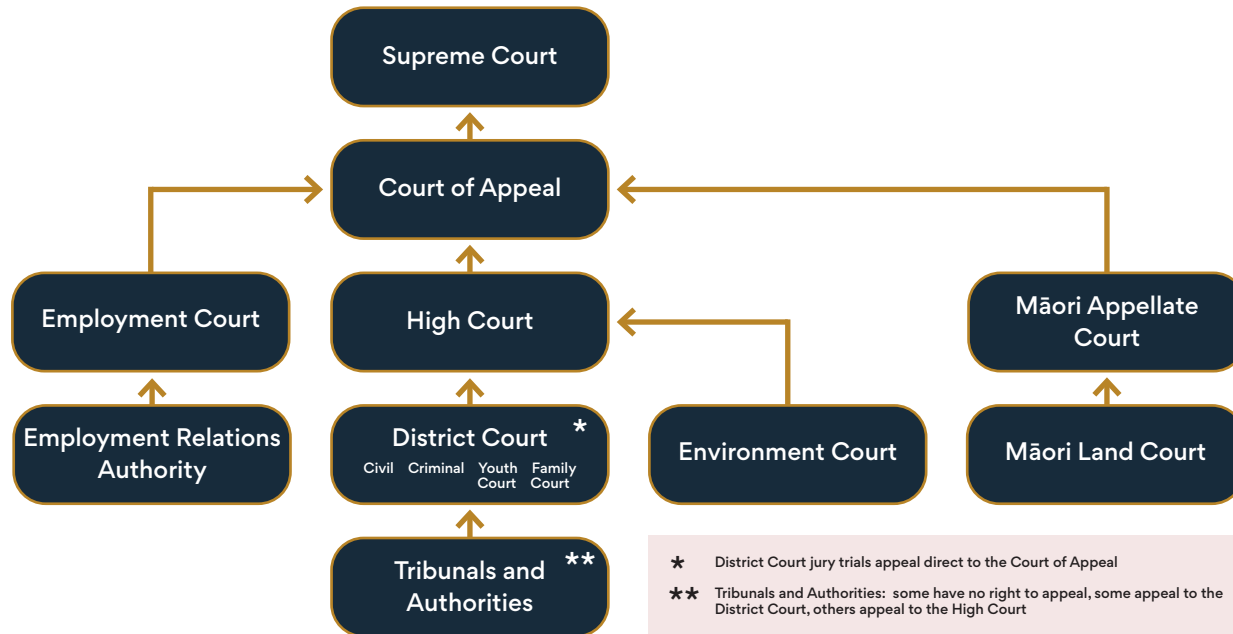 Supreme Court
Court of Appeal
Employment Court
High Court
Māori Appellate
Court
Employment Relations
Authority
District Court *
Civil Criminal Youth Court Family Court
Environment Court
Māori Land Court
Tribunals and **
Authorities
* District Court jury trials appeal direct to the Court of Appeal
** Tribunals and Authorities: some have no right to appeal, some appeal to the
District Court, others appeal to the High Court